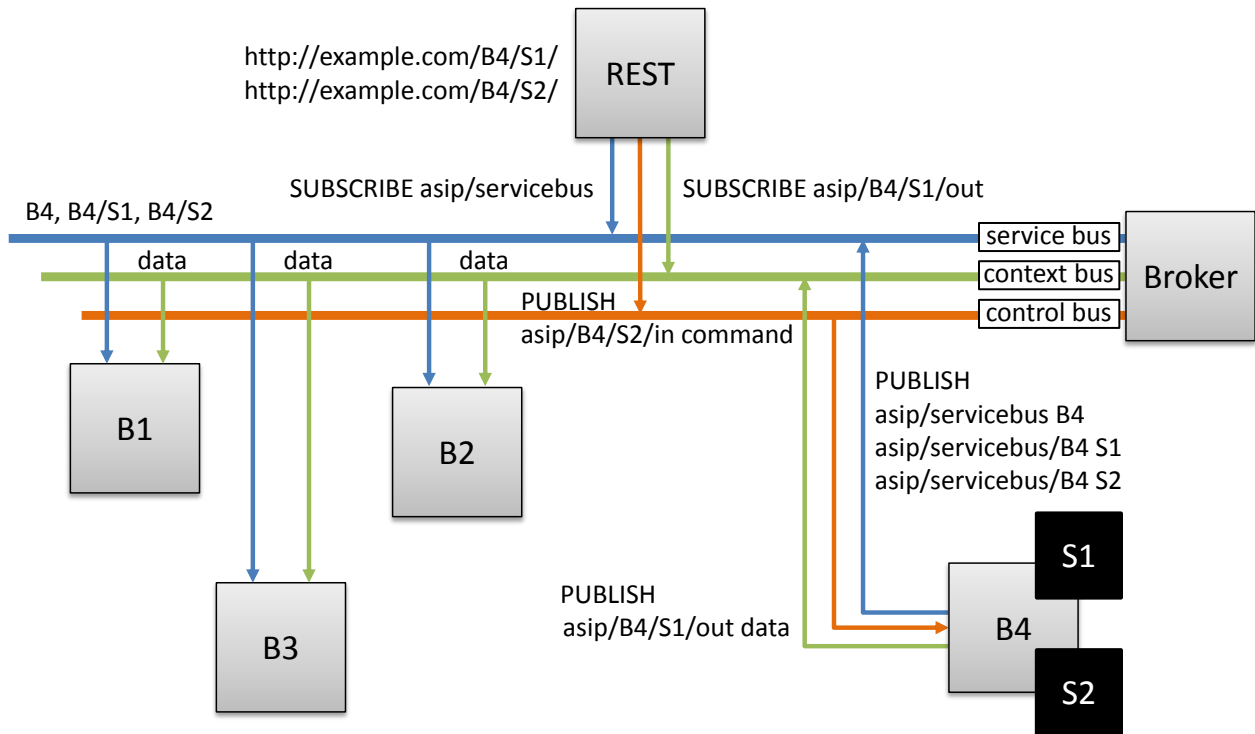 http://example.com/B4/S1/
http://example.com/B4/S2/
REST
SUBSCRIBE asip/servicebus
SUBSCRIBE asip/B4/S1/out
B4, B4/S1, B4/S2
service bus
data
data
data
context bus
Broker
PUBLISH
asip/B4/S2/in command
control bus
B1
B2
B3
PUBLISH
asip/servicebus B4
asip/servicebus/B4 S1
asip/servicebus/B4 S2
PUBLISH
asip/B4/S1/out data
S1
B4
S2